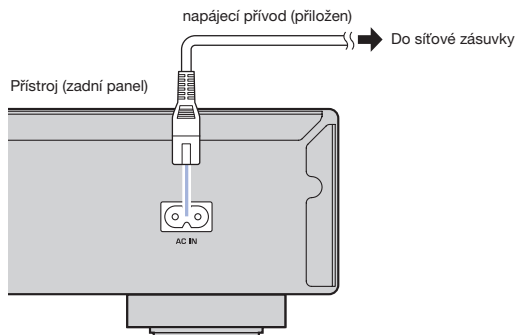 napájecí přívod (přiložen)
Do síťové zásuvky
Přístroj (zadní panel)
AC IN